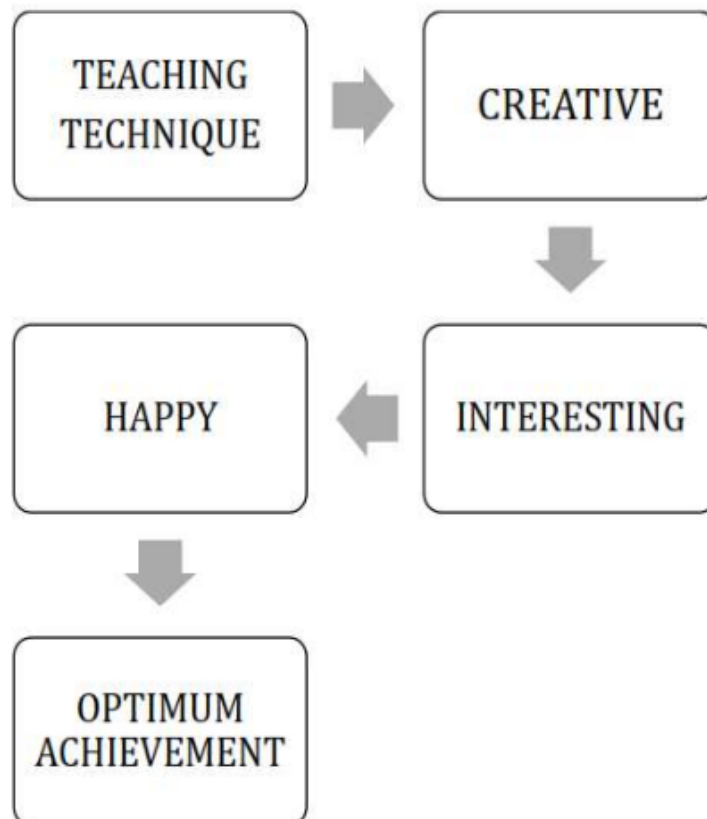 TEACHING
TECHNIQUE
CREATIVE
INTERESTING
HAPPY
OPTIMUM
ACHIEVEMENT